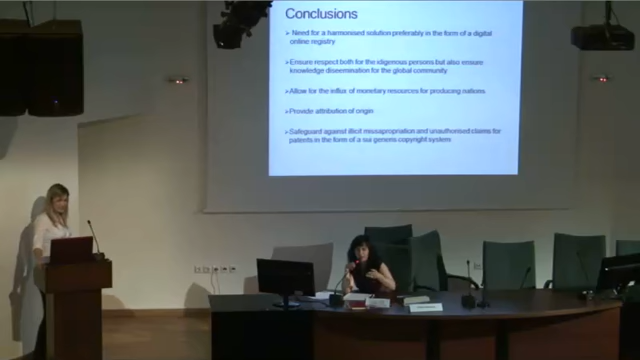 Conclusions
Need for a harmonised solution preferably in the form of a digital
online registry
Ensure respect both for the idigenous persons but also ensure
knowledge dissemination for the global community
Allow for the influx of monetary resources for producing nations
Provide attribution of origin
Safeguard against illicit missapropriation and unauthorised claims for
patents in the form of a sui generis copyright system